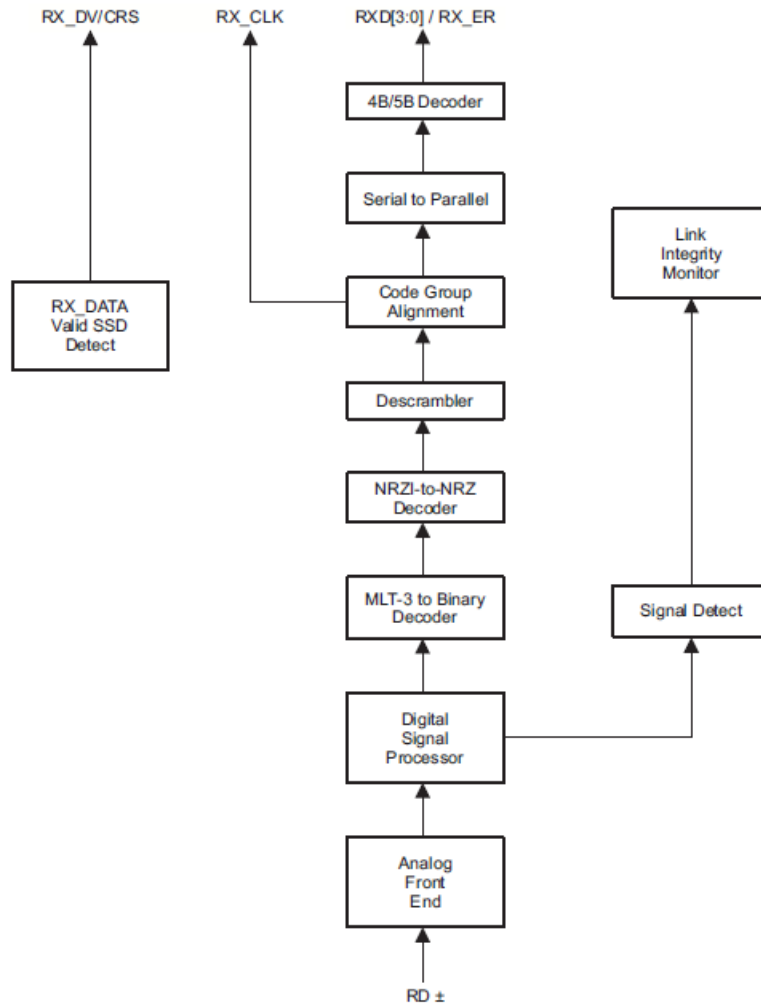 RX_DV/CRS
RX_CLK
RXD[3:0] / RX_ER
4B/5B Decoder
Serial to Parallel
Link
Integrity
Monitor
RX_DATA
Valid SSD
Detect
Code Group
Alignment
Descrambler
NRZI-to-NRZ
Decoder
MLT-3 to Binary
Decoder
Signal Detect
Digital
Signal
Processor
Analog
Front
End
RD ±